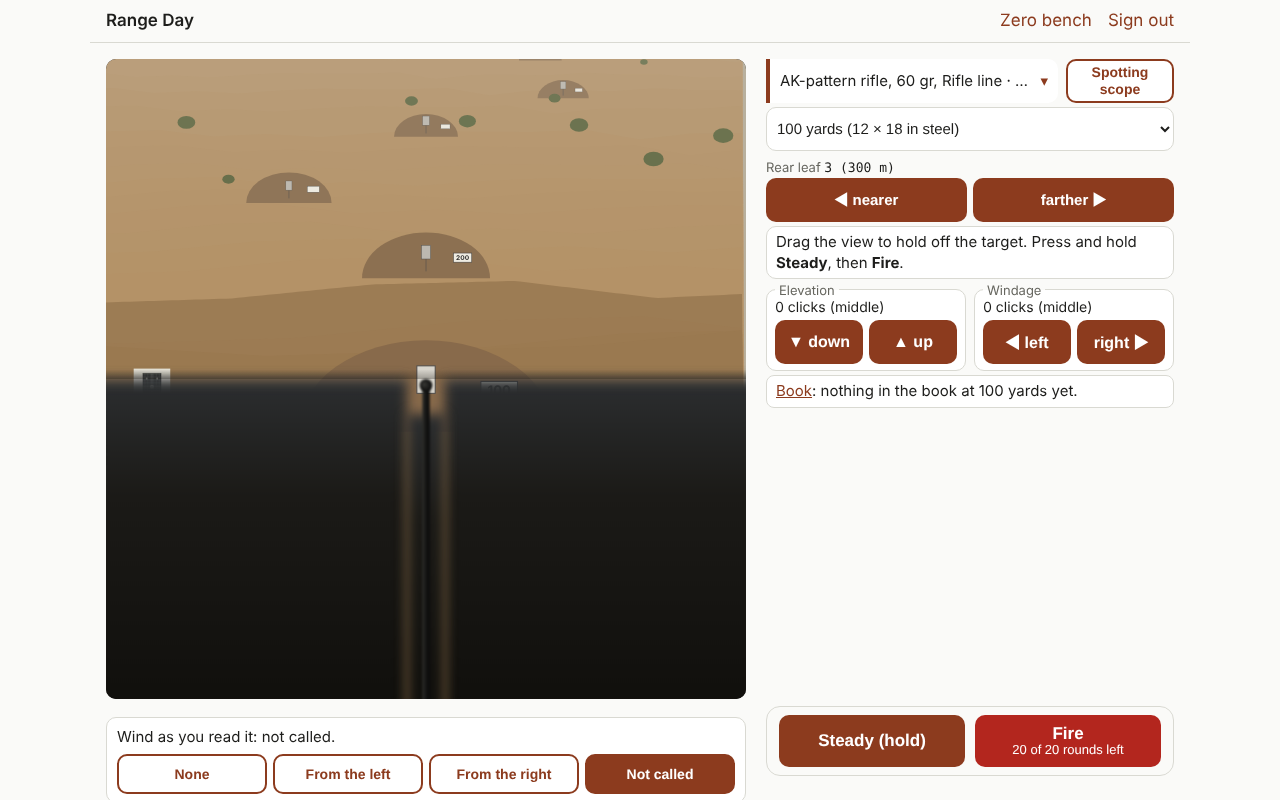 Range Day
Zero bench
Sign out
200
AK-pattern rifle, 60 gr, Rifle line · ... ▼
Spotting
scope
100 yards (12 × 18 in steel)
Rear leaf 3 (300 m)
◀ nearer
farther ▶
Drag the view to hold off the target. Press and hold
Steady, then Fire.
Elevation
0 clicks (middle)
▼ down
▲ up
Windage
0 clicks (middle)
◀ left
right ▶
Book: nothing in the book at 100 yards yet.
Wind as you read it: not called.
None
From the left
From the right
Not called
Steady (hold)
Fire
20 of 20 rounds left